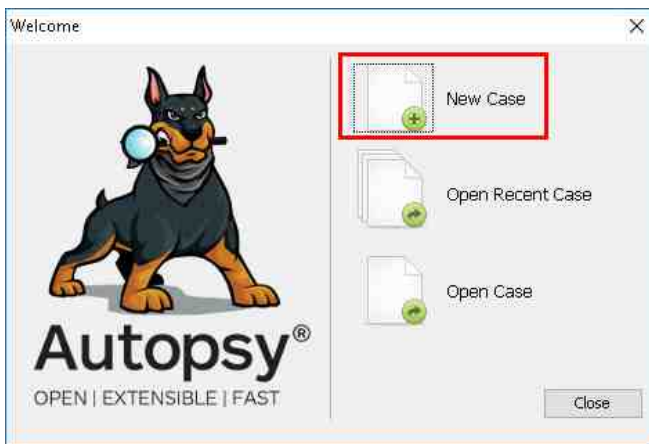 Welcome
New Case
Open Recent Case
Open Case
Autopsy®
OPEN | EXTENSIBLE | FAST
Close